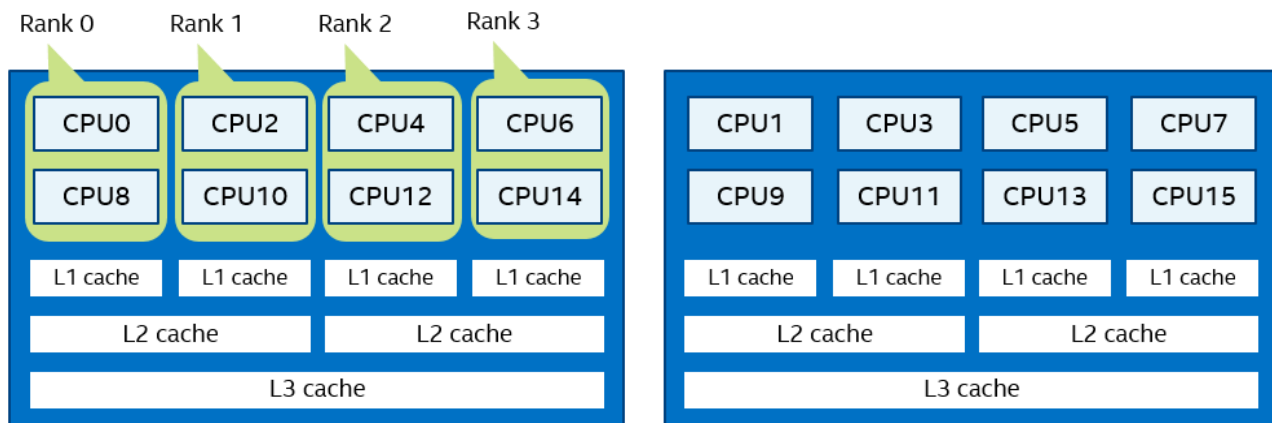 Rank 0 Rank 1 Rank 2 Rank 3
CPU0 CPU2 CPU4 CPU6
CPU8 CPU10 CPU12 CPU14
L1 cache L1 cache L1 cache L1 cache
L2 cache L2 cache
L3 cache
CPU1 CPU3 CPU5 CPU7
CPU9 CPU11 CPU13 CPU15
L1 cache L1 cache L1 cache L1 cache
L2 cache L2 cache
L3 cache